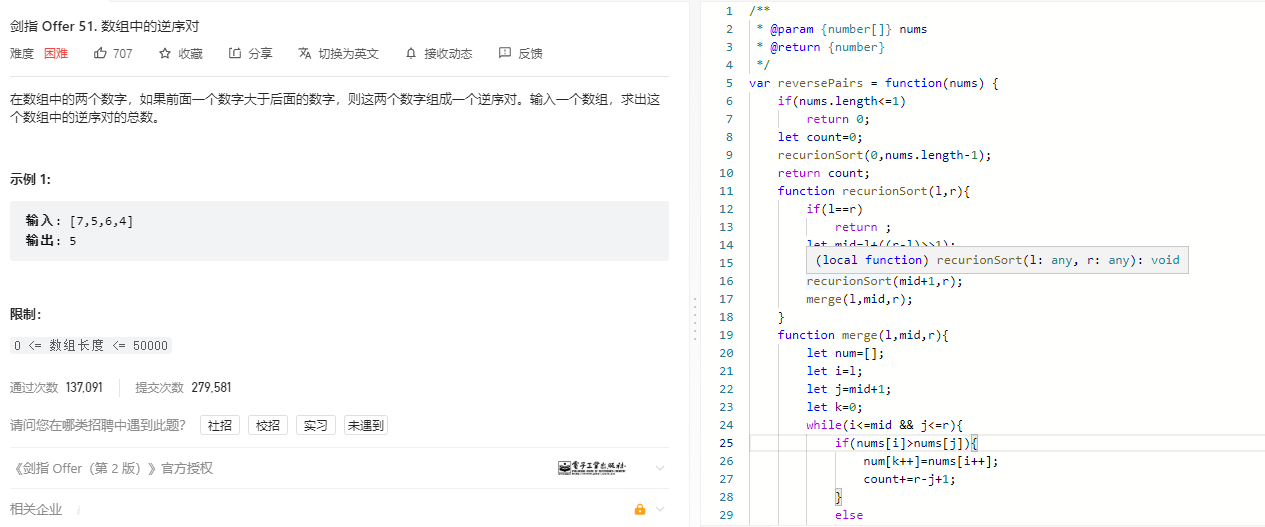 剑指 Offer 51. 数组中的逆序对
难度 困难 707 收藏 分享 切换为英文 接收动态 反馈
在数组中的两个数字，如果前面一个数字大于后面的数字，则这两个数字组成一个逆序对。输入一个数组，求出这
个数组中的逆序对的总数。
示例 1:
输入: [7,5,6,4]
输出: 5
限制：
0 <= 数组长度 <= 50000
通过次数 137,091 提交次数 279,581
请问您在哪类招聘中遇到此题？ 社招 校招 实习 未遇到
《剑指 Offer（第 2 版）》官方授权
电子工业出版社
相关企业 i
1 /**
2 * @param {number[]} nums
3 * @return {number}
4 */
5 var reversePairs = function(nums) {
6 if(nums.length<=1)
7 return 0;
8 let count=0;
9 recurionSort(0,nums.length-1);
10 return count;
11 function recurionSort(l,r){
12 if(l==r)
13 return ;
14 let mid=l+((r-l)>>1);
15 (local function) recurionSort(l: any, r: any): void
16 recurionSort(mid+1,r);
17 merge(l,mid,r);
18 }
19 function merge(l,mid,r){
20 let num=[];
21 let i=l;
22 let j=mid+1;
23 let k=0;
24 while(i<=mid && j<=r){
25 if(nums[i]>nums[j]){
26 num[k++]=nums[i++];
27 count+=r-j+1;
28 }
29 else